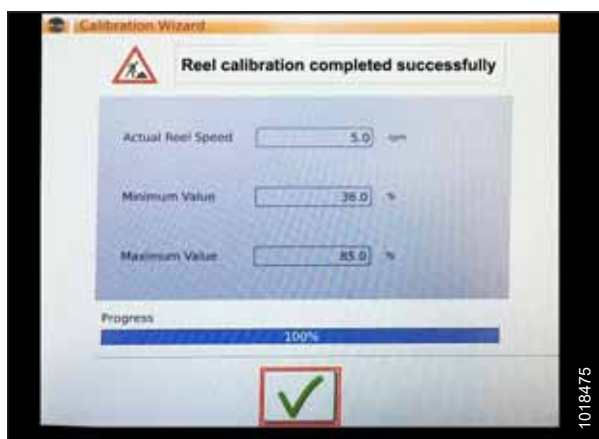 Calibration Wizard
Reel calibration completed successfully
Actual Reel Speed 5.0 rpm
Minimum Value 36.0 %
Maximum Value 85.0 %
Progress
100%
1018475